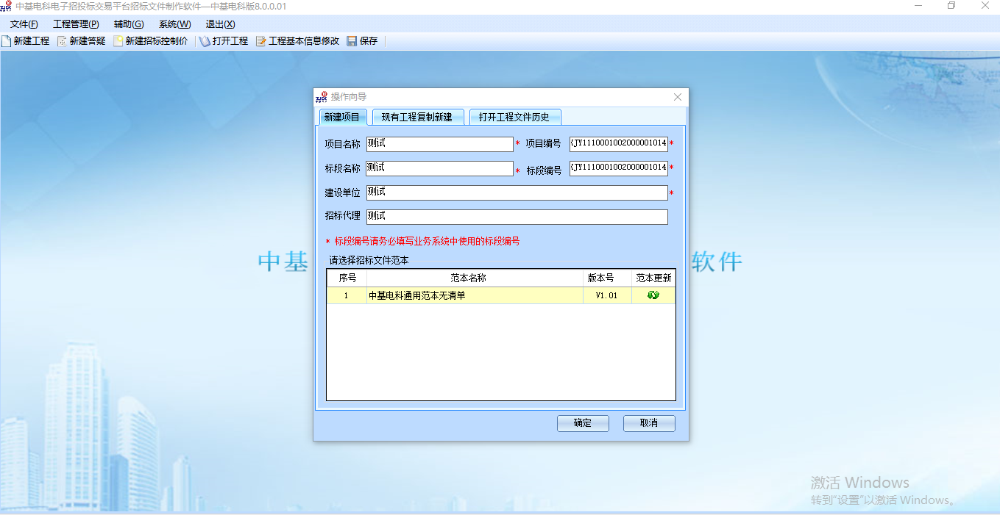 中基电科电子招投标交易平台招标文件制作软件—中基电科版8.0.0.01
文件(F) 工程管理(P) 辅助(G) 系统(W) 退出(X)
新建工程 新建答疑 新建招标控制价 打开工程 工程基本信息修改 保存
操作向导
新建项目 现有工程复制新建 打开工程文件历史
项目名称 测试 * 项目编号 JY1110001002000001014 *
标段名称 测试 * 标段编号 JY1110001002000001014 *
建设单位 测试 *
招标代理 测试
* 标段编号请务必填写业务系统中使用的标段编号
请选择招标文件范本
中基 软件
序号 范本名称 版本号 范本更新
1 中基电科通用范本无清单 V1.01
确定 取消
激活 Windows
转到"设置"以激活 Windows。